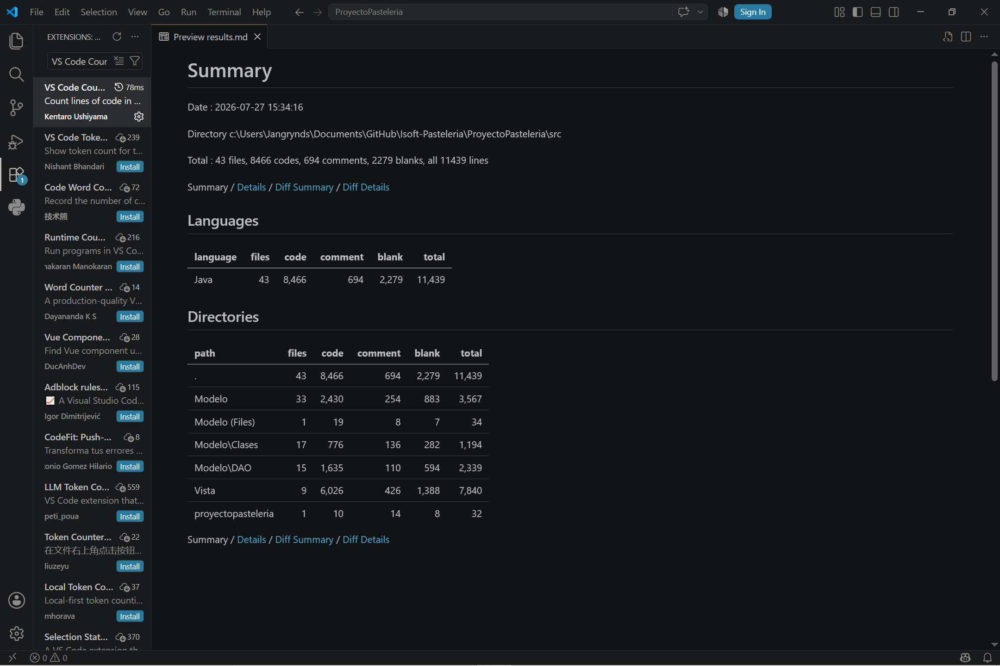 File Edit Selection View Go Run Terminal Help ProyectoPasteleria Sign In
EXTENSIONS: ...
VS Code Cour
VS Code Cou... 78ms
Count lines of code in ...
Kentaro Ushiyama
VS Code Toke... 239
Show token count for t...
Nishant Bhandari Install
Code Word Co... 72
Record the number of c...
技术熊 Install
Runtime Cou... 216
Run programs in VS Co...
nakaran Manokaran Install
Word Counter ... 14
A production-quality V...
Dayananda K S Install
Vue Compone... 28
Find Vue component u...
DucAnhDev Install
Adblock rules... 115
📈 A Visual Studio Cod...
Igor Dimitrijević Install
CodeFit: Push-... 8
Transforma tus errores ...
tonio Gomez Hilario Install
LLM Token Co... 559
VS Code extension that...
peti_poua Install
Token Counter... 22
在文件右上角点击按钮...
liuzeyu Install
Local Token Co... 37
Local-first token counti...
mhorava Install
Selection Stat... 370
A VS Code extension th
1
Preview results.md
Summary
Date : 2026-07-27 15:34:16
Directory c:\Users\Jangrynds\Documents\GitHub\Isoft-Pasteleria\ProyectoPasteleria\src
Total : 43 files, 8466 codes, 694 comments, 2279 blanks, all 11439 lines
Summary / Details / Diff Summary / Diff Details
Languages
language files code comment blank total
Java 43 8,466 694 2,279 11,439
Directories
path files code comment blank total
. 43 8,466 694 2,279 11,439
Modelo 33 2,430 254 883 3,567
Modelo (Files) 1 19 8 7 34
Modelo\Clases 17 776 136 282 1,194
Modelo\DAO 15 1,635 110 594 2,339
Vista 9 6,026 426 1,388 7,840
proyectopasteleria 1 10 14 8 32
Summary / Details / Diff Summary / Diff Details
0 0